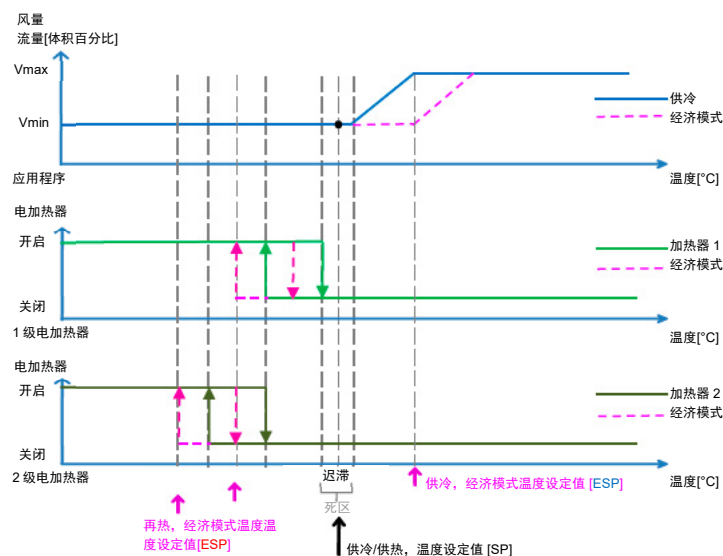 风量
流量[体积百分比]
Vmax
Vmin
供冷
经济模式
应用程序
温度[°C]
电加热器
开启
加热器 1
经济模式
关闭
1 级电加热器
温度[°C]
电加热器
开启
加热器 2
经济模式
关闭
2 级电加热器
温度[°C]
迟滞
死区
供冷，经济模式温度设定值 [ESP]
再热，经济模式温度温
度设定值[ESP]
供冷/供热，温度设定值 [SP]